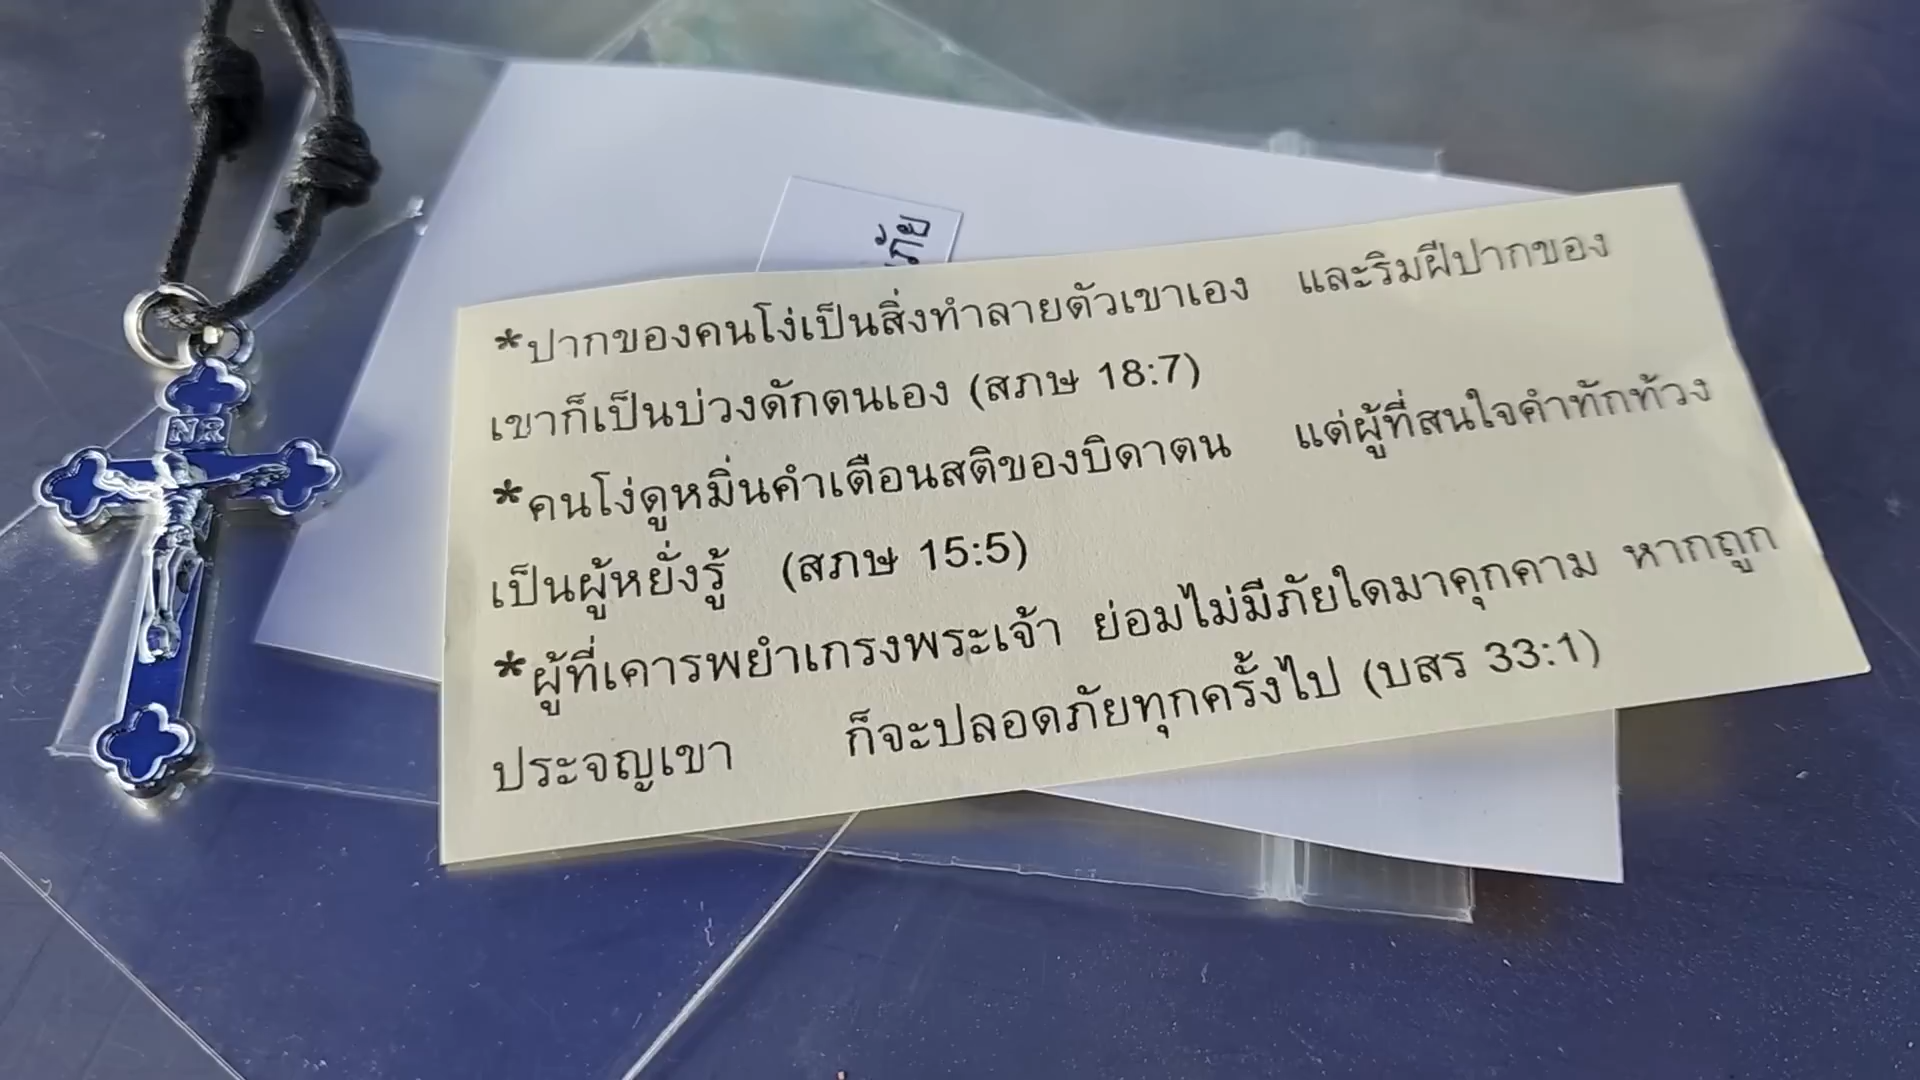 ภัย
*ปากของคนโง่เป็นสิ่งทำลายตัวเขาเอง และริมฝีปากของ
เขาก็เป็นบ่วงดักตนเอง (สภษ 18:7)
*คนโง่ดูหมิ่นคำเตือนสติของบิดาตน แต่ผู้ที่สนใจคำทักท้วง
เป็นผู้หยั่งรู้ (สภษ 15:5)
*ผู้ที่เคารพยำเกรงพระเจ้า ย่อมไม่มีภัยใดมาคุกคาม หากถูก
ประจญเขา ก็จะปลอดภัยทุกครั้งไป (บสร 33:1)